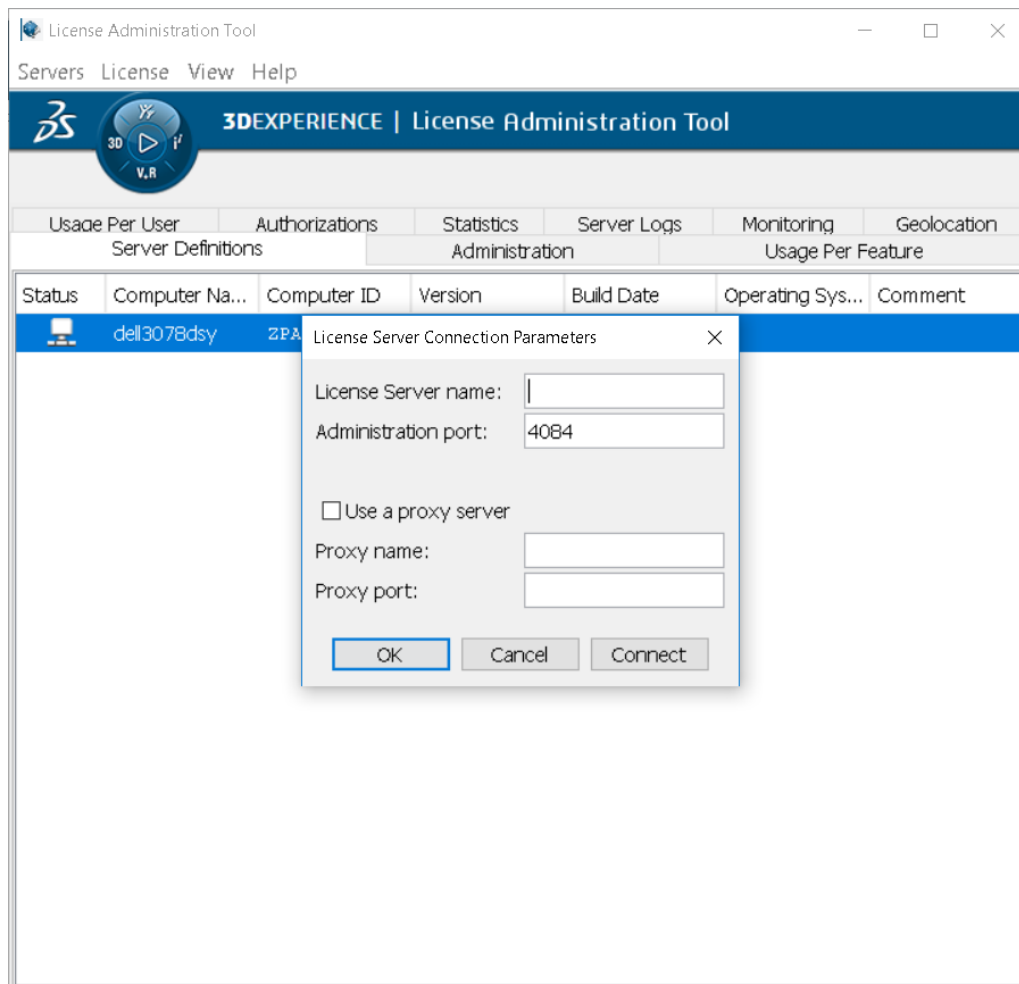 License Administration Tool
Servers License View Help
3DEXPERIENCE | License Administration Tool
3D
V.R
Usage Per User Authorizations Statistics Server Logs Monitoring Geolocation
Server Definitions Administration Usage Per Feature
Status Computer Na... Computer ID Version Build Date Operating Sys... Comment
dell3078dsy ZPA
License Server Connection Parameters
License Server name:
Administration port: 4084
Use a proxy server
Proxy name:
Proxy port:
OK Cancel Connect